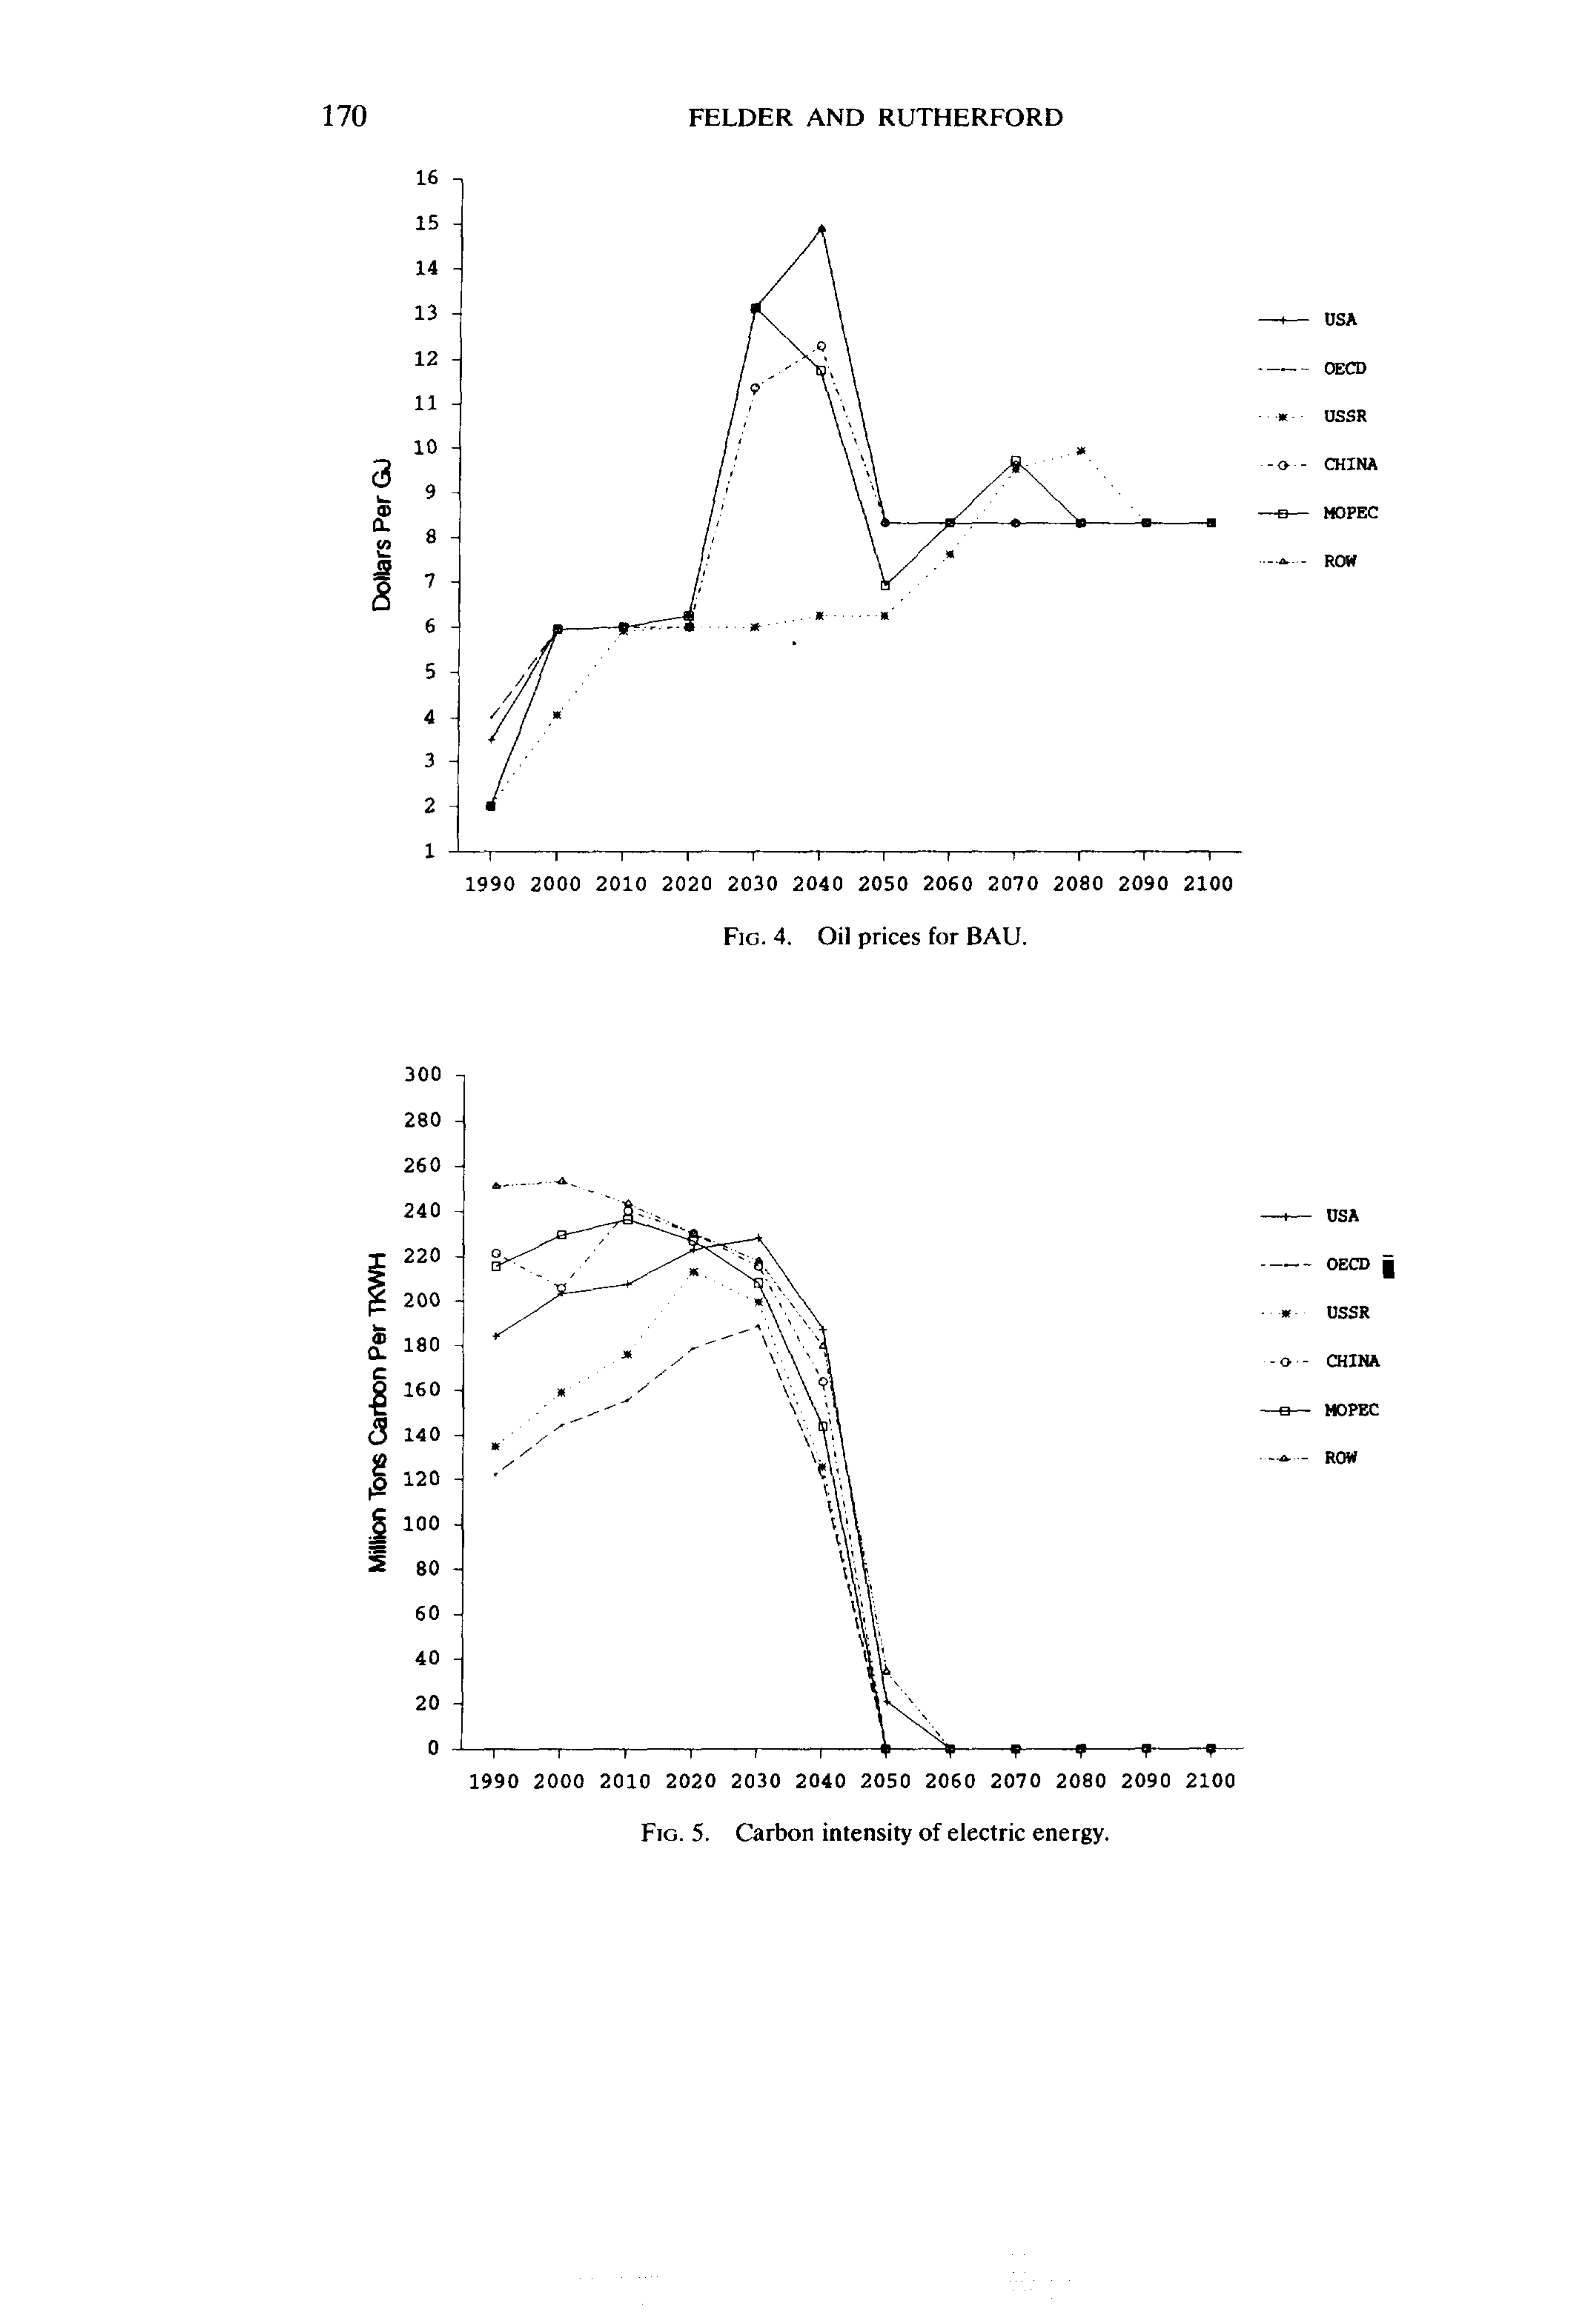 170
FELDER AND RUTHERFORD
16
15
14
13
12
11
10
9
8
7
6
5
4
3
2
1
Dollars Per GJ
USA
OECD
USSR
CHINA
MOPEC
ROW
1990 2000 2010 2020 2030 2040 2050 2060 2070 2080 2090 2100
FIG. 4. Oil prices for BAU.
300
280
260
240
220
200
180
160
140
120
100
80
60
40
20
0
Million Tons Carbon Per TKWH
USA
OECD
USSR
CHINA
MOPEC
ROW
1990 2000 2010 2020 2030 2040 2050 2060 2070 2080 2090 2100
FIG. 5. Carbon intensity of electric energy.